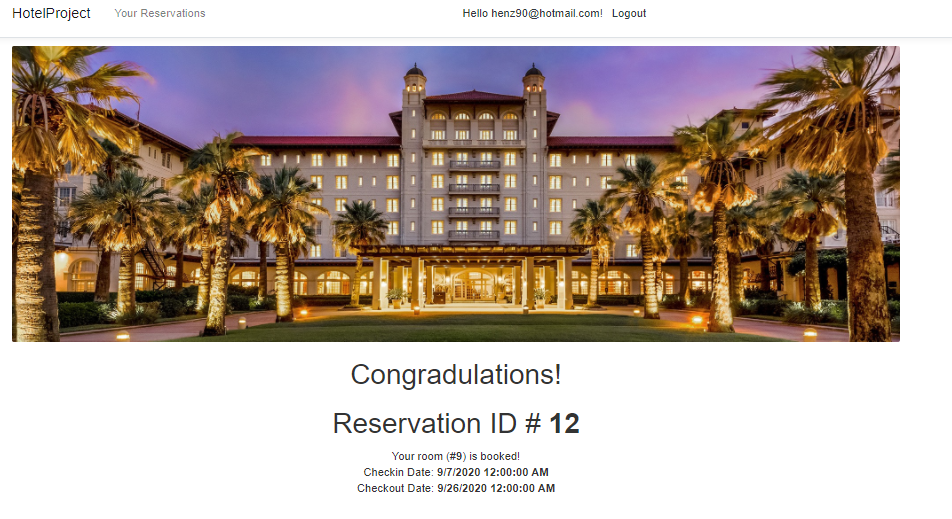 HotelProject Your Reservations Hello henz90@hotmail.com! Logout
Congradulations!
Reservation ID # 12
Your room (#9) is booked!
Checkin Date: 9/7/2020 12:00:00 AM
Checkout Date: 9/26/2020 12:00:00 AM